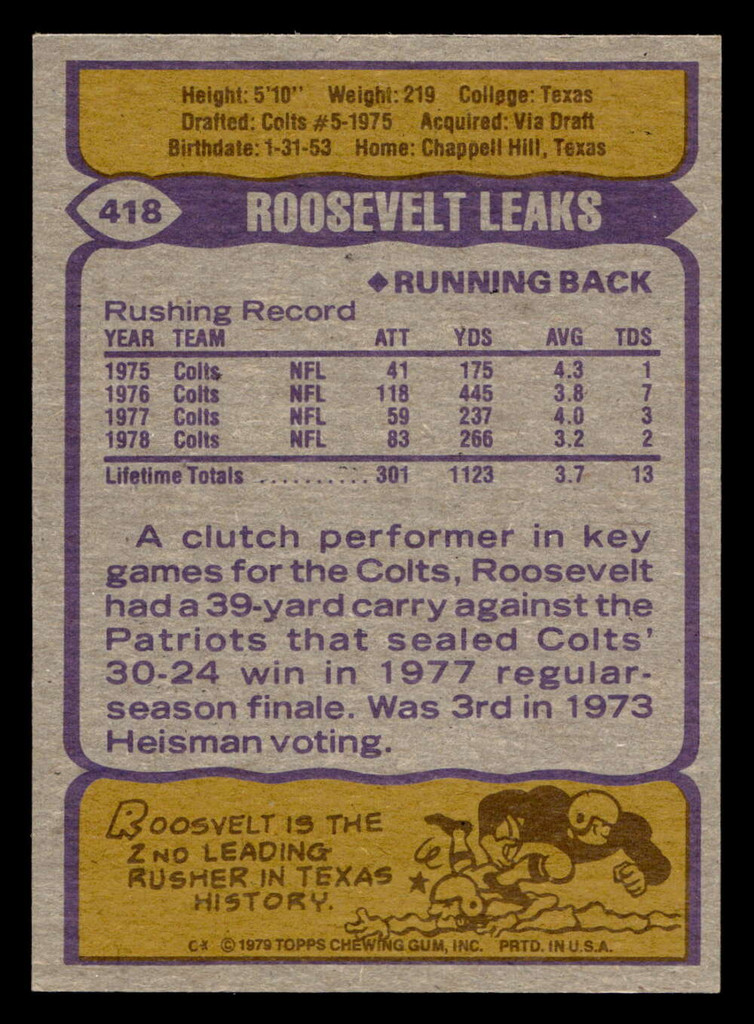 Height: 5'10" Weight: 219 College: Texas
Drafted: Colts #5-1975 Acquired: Via Draft
Birthdate: 1-31-53 Home: Chappell Hill, Texas
418 ROOSEVELT LEAKS
◆RUNNING BACK
Rushing Record
YEAR TEAM ATT YDS AVG TDS
1975 Colts NFL 41 175 4.3 1
1976 Colts NFL 118 445 3.8 7
1977 Colts NFL 59 237 4.0 3
1978 Colts NFL 83 266 3.2 2
Lifetime Totals .......... 301 1123 3.7 13
A clutch performer in key
games for the Colts, Roosevelt
had a 39-yard carry against the
Patriots that sealed Colts'
30-24 win in 1977 regular-
season finale. Was 3rd in 1973
Heisman voting.
ROOSVELT IS THE
2ND LEADING
RUSHER IN TEXAS
HISTORY.
C* © 1979 TOPPS CHEWING GUM, INC. PRTD. IN U.S.A.